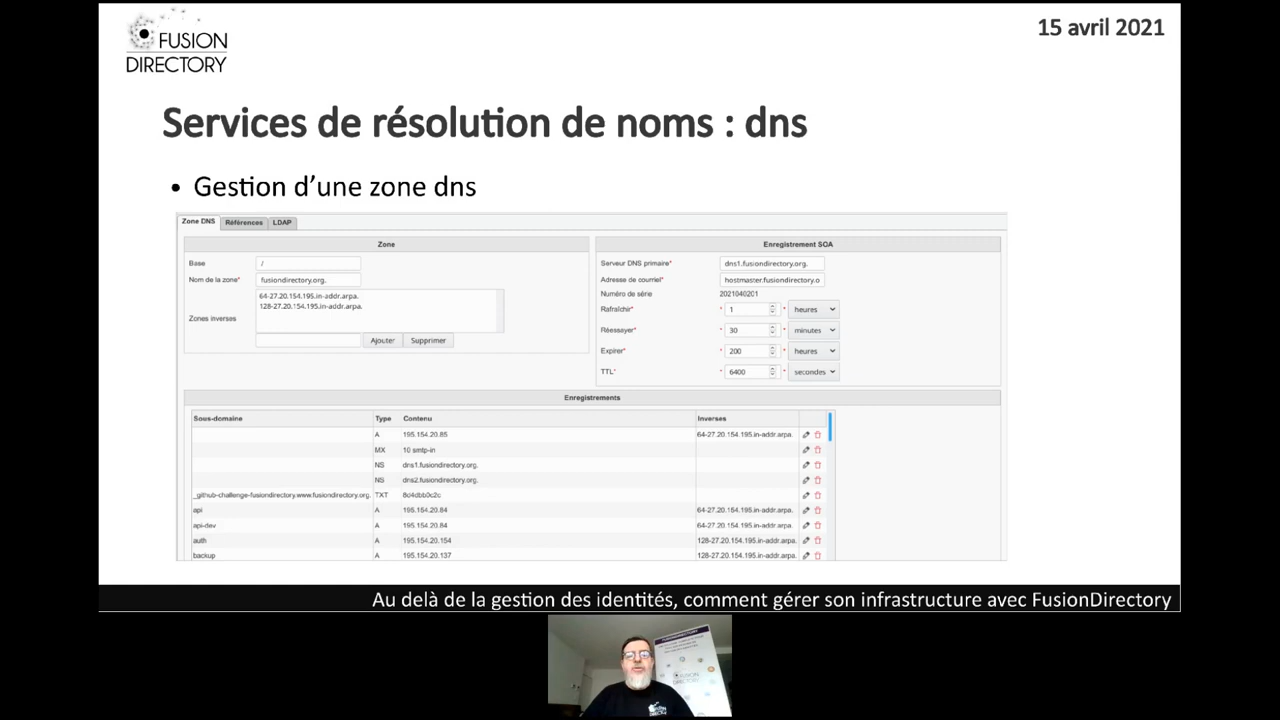 FUSION
DIRECTORY
15 avril 2021
Services de résolution de noms : dns
• Gestion d'une zone dns
Zone DNS Références LDAP
Zone
Base /
Nom de la zone* fusiondirectory.org.
64-27.20.154.195.in-addr.arpa.
128-27.20.154.195.in-addr.arpa.
Zones inverses
Ajouter Supprimer
Enregistrement SOA
Serveur DNS primaire* dns1.fusiondirectory.org.
Adresse de courriel* hostmaster.fusiondirectory.o
Numéro de série 2021040201
Rafraîchir* * 1 * heures
Réessayer* * 30 * minutes
Expirer* * 200 * heures
TTL* * 6400 * secondes
Enregistrements
Sous-domaine Type Contenu Inverses
A 195.154.20.85 64-27.20.154.195.in-addr.arpa.
MX 10 smtp-in
NS dns1.fusiondirectory.org.
NS dns2.fusiondirectory.org.
_github-challenge-fusiondirectory.www.fusiondirectory.org. TXT 8d4dbb0c2c
api A 195.154.20.84 64-27.20.154.195.in-addr.arpa.
api-dev A 195.154.20.84 64-27.20.154.195.in-addr.arpa.
auth A 195.154.20.154 128-27.20.154.195.in-addr.arpa.
backup A 195.154.20.137 128-27.20.154.195.in-addr.arpa.
Au delà de la gestion des identités, comment gérer son infrastructure avec FusionDirectory
FUSION
DIRECTORY